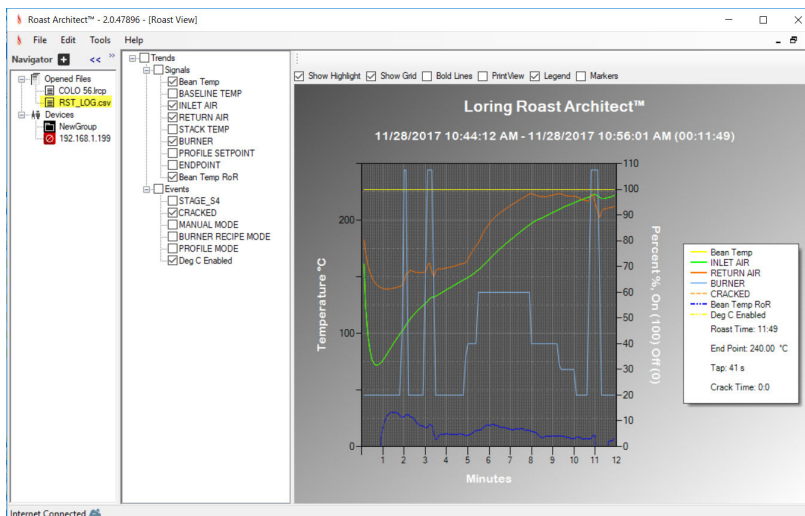 Roast Architect™ - 2.0.47896 - [Roast View]
File Edit Tools Help
Navigator + << »
Opened Files
COLO 56.lrcp
RST_LOG.csv
Devices
NewGroup
192.168.1.199
Trends
Signals
Bean Temp
BASELINE TEMP
INLET AIR
RETURN AIR
STACK TEMP
BURNER
PROFILE SETPOINT
ENDPOINT
Bean Temp RoR
Events
STAGE_S4
CRACKED
MANUAL MODE
BURNER RECIPE MODE
PROFILE MODE
Deg C Enabled
Show Highlight Show Grid Bold Lines PrintView Legend Markers
Loring Roast Architect™
11/28/2017 10:44:12 AM - 11/28/2017 10:56:01 AM (00:11:49)
Temperature °C
200
100
0
110
100
90
80
70
60
50
40
30
20
10
0
Percent %, On (100) Off (0)
1 2 3 4 5 6 7 8 9 10 11 12
Minutes
Bean Temp
INLET AIR
RETURN AIR
BURNER
CRACKED
Bean Temp RoR
Deg C Enabled
Roast Time: 11:49
End Point: 240.00 °C
Tap: 41 s
Crack Time: 0:0
Internet Connected